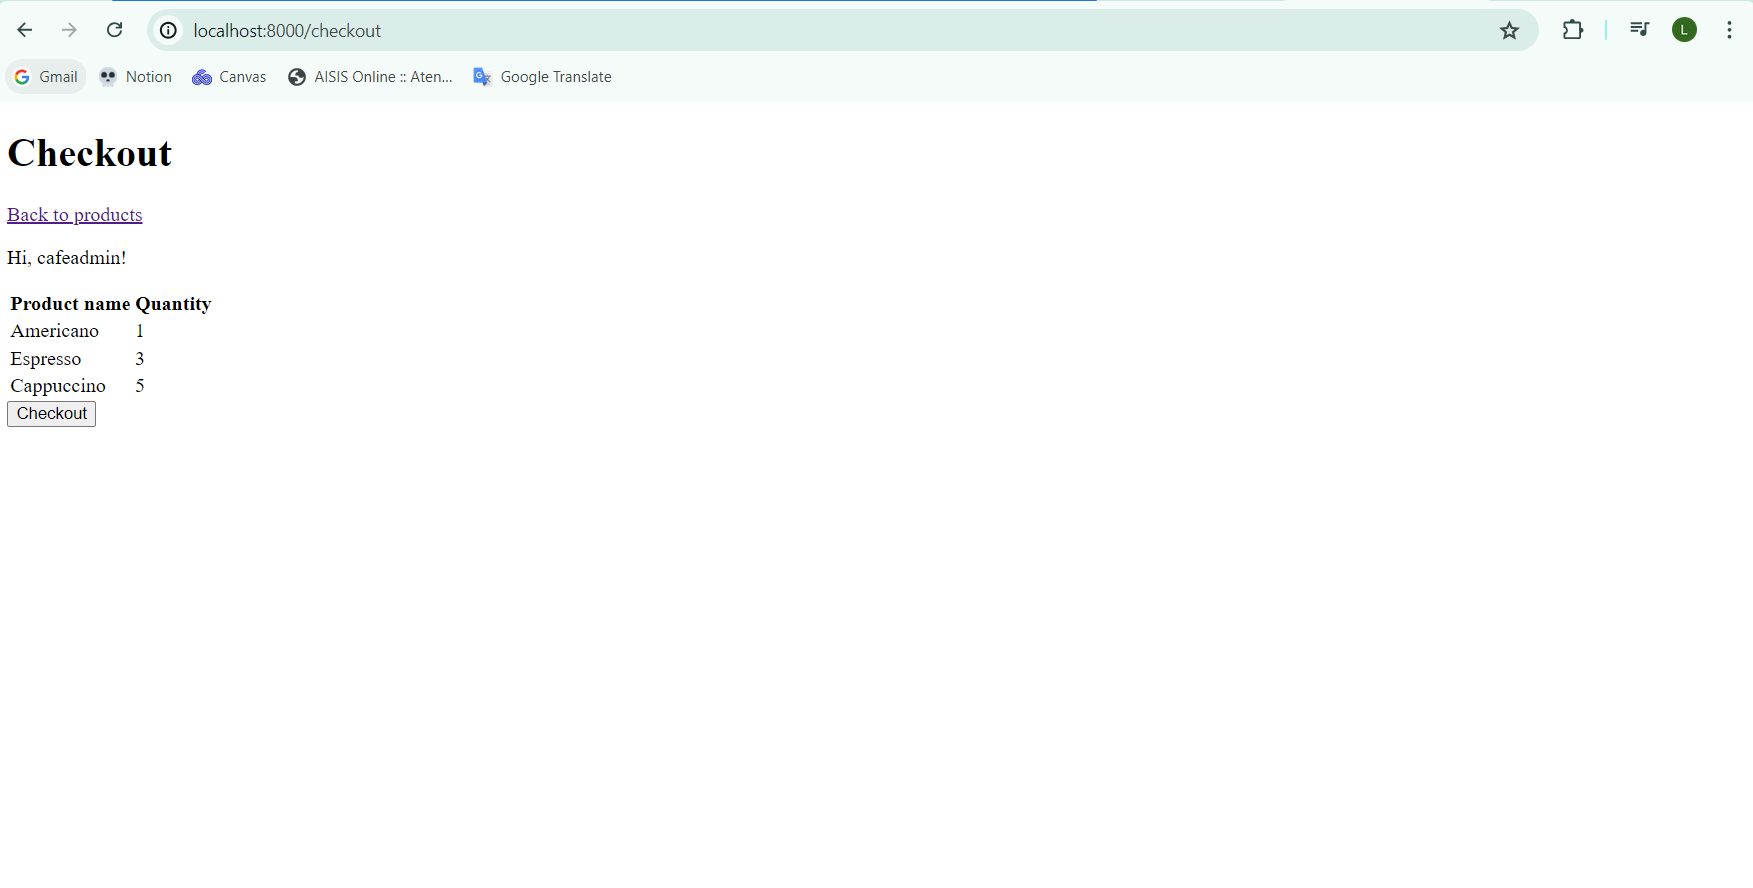 localhost:8000/checkout
L
Gmail Notion Canvas AISIS Online :: Aten... Google Translate
Checkout
Back to products
Hi, cafeadmin!
Product name Quantity
Americano 1
Espresso 3
Cappuccino 5
Checkout